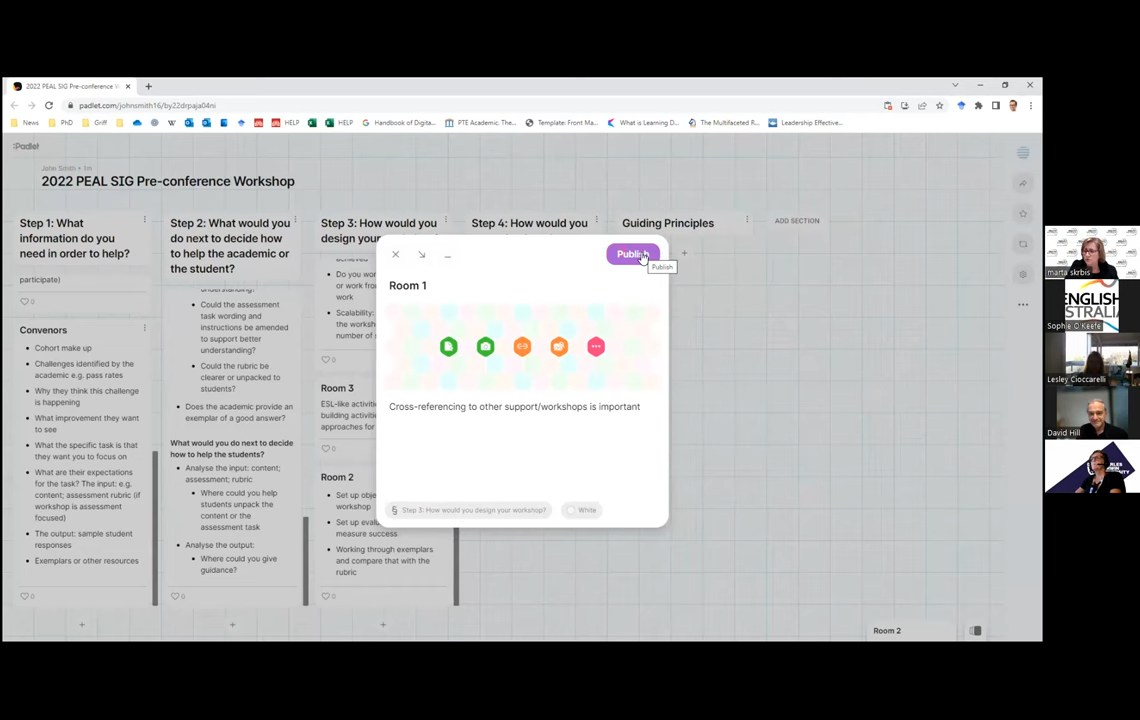 2022 PEAL SIG Pre-conference W
padlet.com/johnsmith16/by22drpaja04ni
News
PhD
Griff
HELP
HELP
Handbook of Digita...
PTE Academic. The...
Template: Front Ma...
What is Learning D...
The Multifaceted R...
Leadership Effective...
:Padlet
John Smith • 1m
2022 PEAL SIG Pre-conference Workshop
Step 1: What
information do you
need in order to help?
participate)
0
Convenors
Cohort make up
Challenges identified by the
academic e.g. pass rates
Why they think this challenge
is happening
What improvement they want
to see
What the specific task is that
they want you to focus on
What are their expectations
for the task? The input: e.g.
content; assessment rubric (if
workshop is assessment
focused)
The output: sample student
responses
Exemplars or other resources
0
Step 2: What would you
do next to decide how
to help the academic or
the student?
understanding?
Could the assessment
task wording and
instructions be amended
to support better
understanding?
Could the rubric be
clearer or unpacked to
students?
Does the academic provide an
exemplar of a good answer?
What would you do next to decide
how to help the students?
Analyse the input: content;
assessment; rubric
Where could you help
students unpack the
content or the
assessment task
Analyse the output:
Where could you give
guidance?
0
Step 3: How would you
design your
achieved
Do you wor
from or
work
Scalability:
the worksh
number of s
0
Room 3
ESL-like activitie
building activitie
approaches for
0
Room 2
Set up obje
workshop
Set up evalu
measure success
Working through exemplars
and compare that with the
rubric
0
Step 4: How would you
Guiding Principles
ADD SECTION
Publish
Publish
Room 1
Cross-referencing to other support/workshops is important
Step 3: How would you design your workshop?
White
Room 2
marta skrbis
ENGLISH
AUSTRALIA
Sophie O'Keefe
Lesley Cioccarelli
David Hill